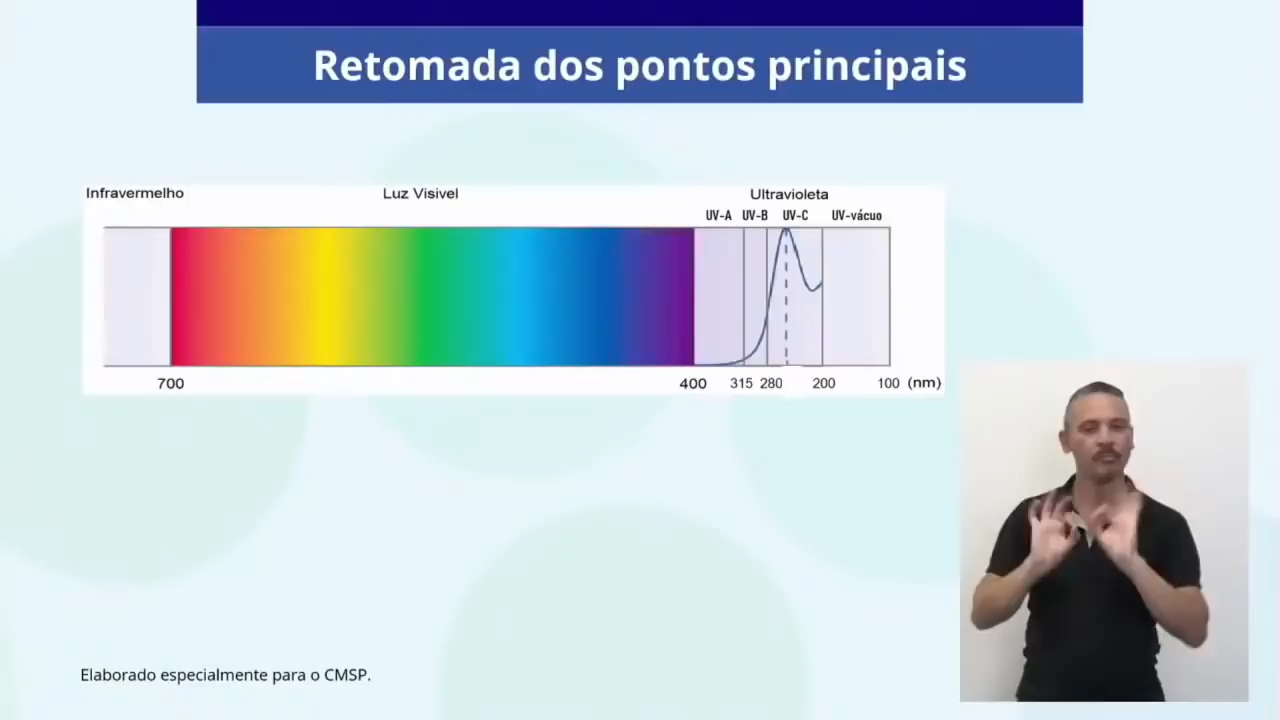 Retomada dos pontos principais
Infravermelho Luz Visivel Ultravioleta
UV-A UV-B UV-C UV-vácuo
700 400 315 280 200 100 (nm)
Elaborado especialmente para o CMSP.